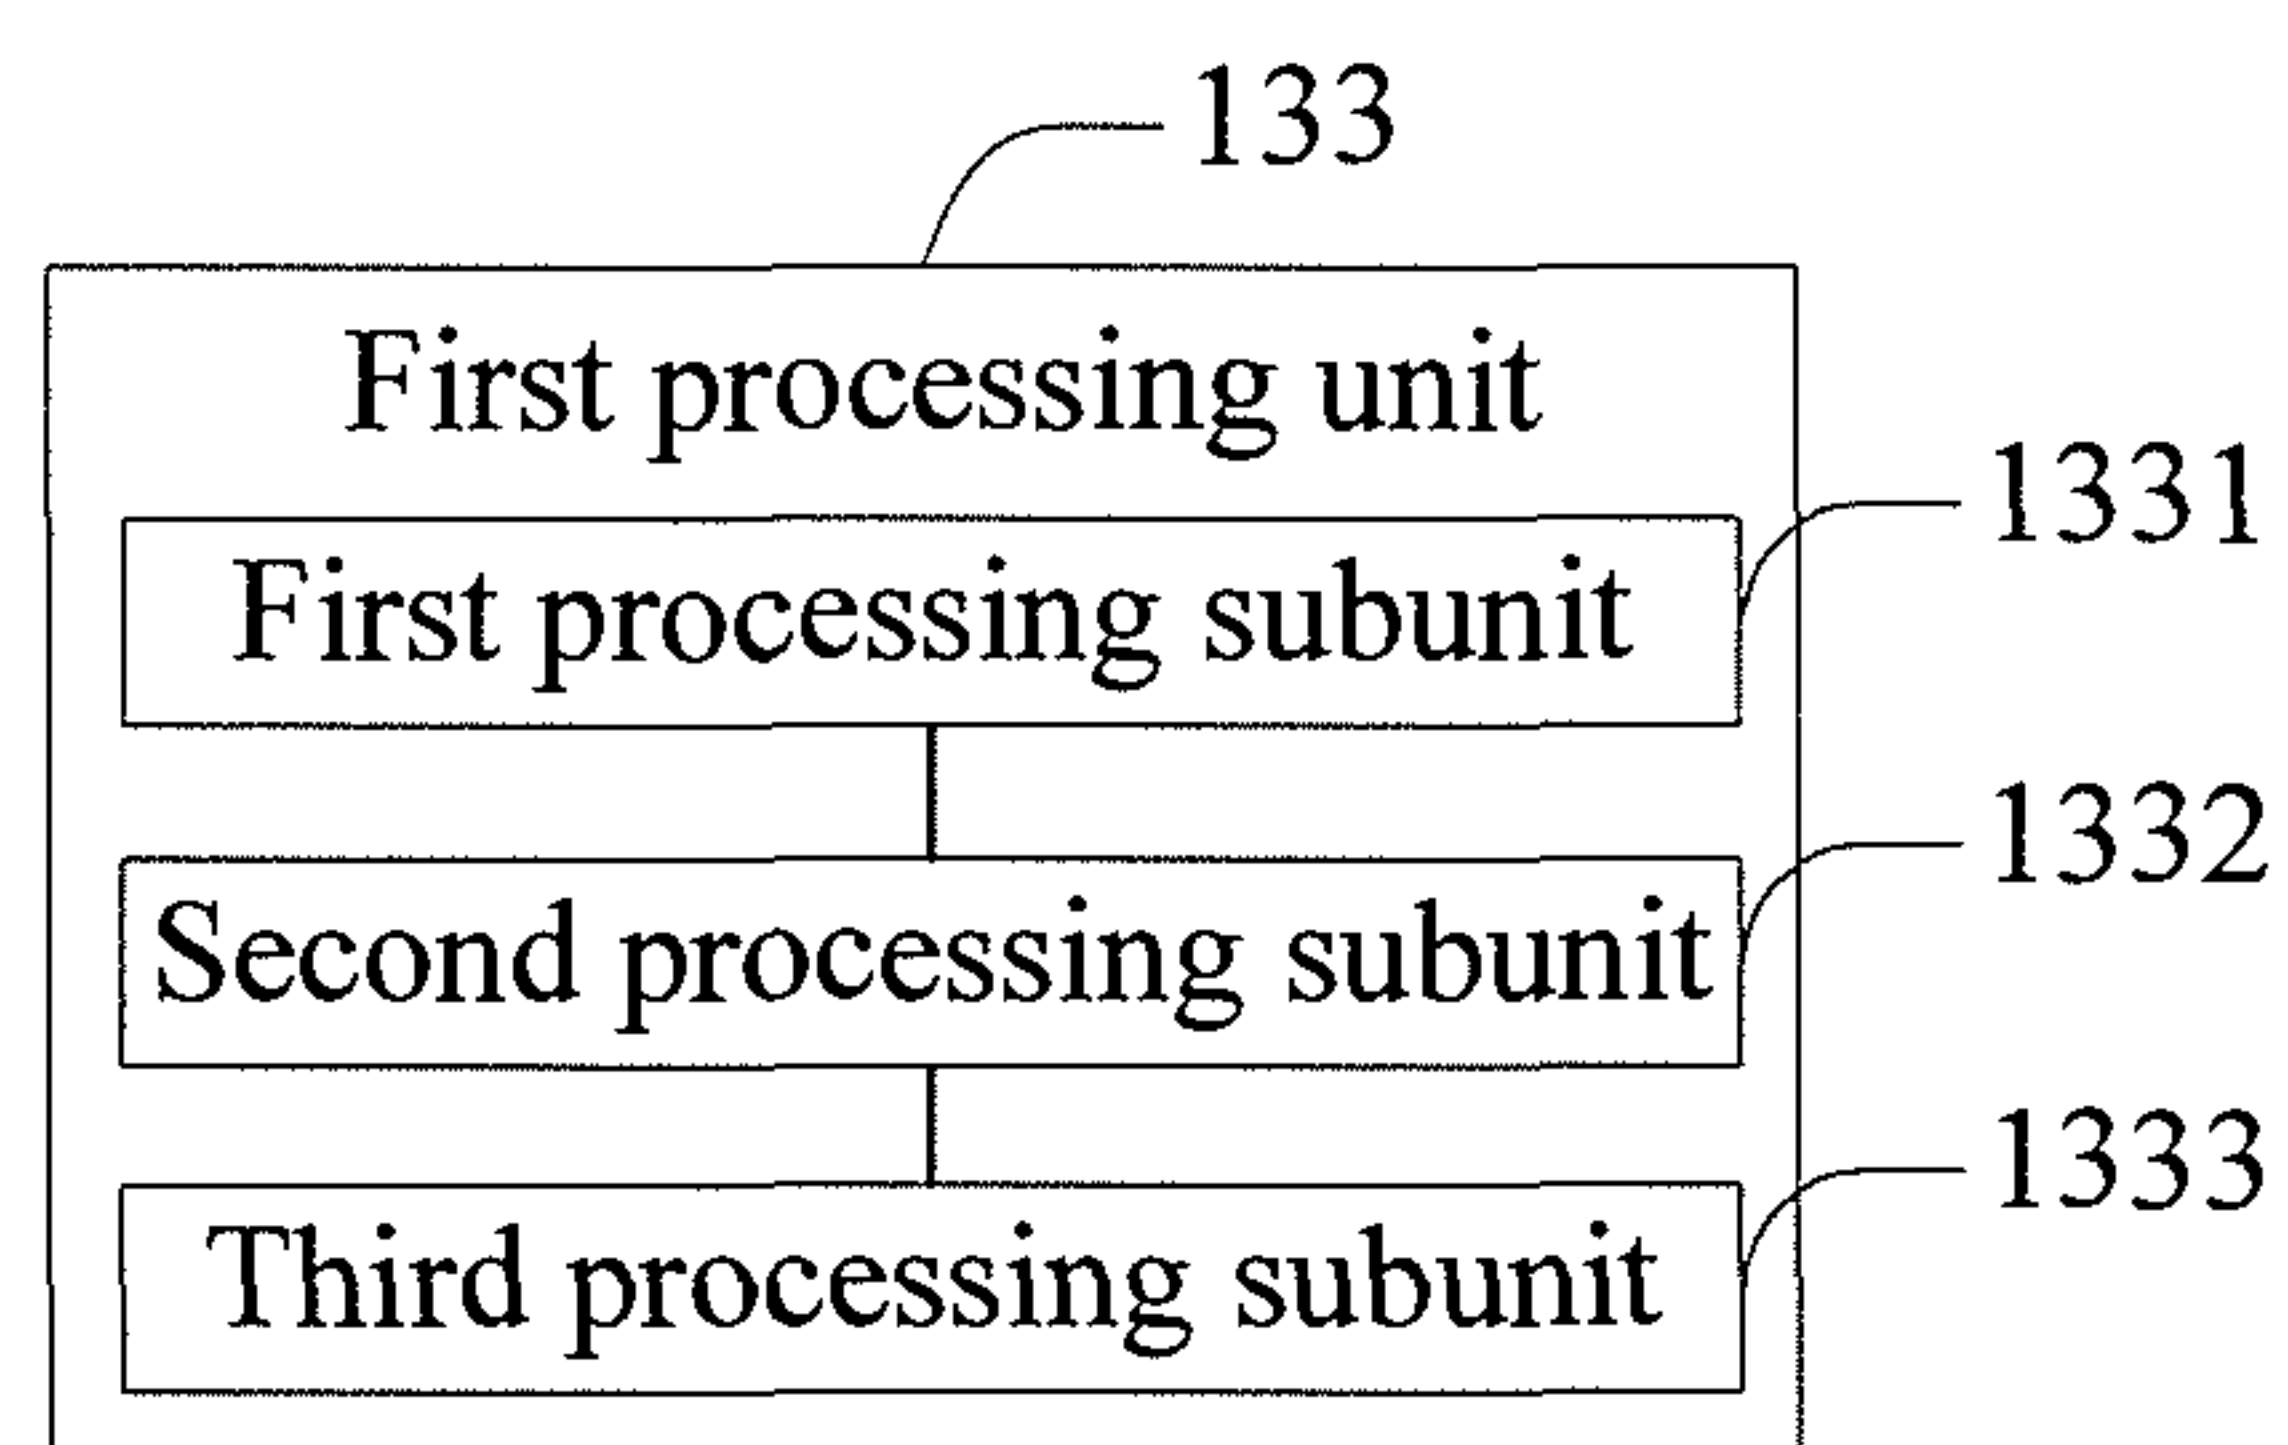 133
First processing unit
1331
First processing subunit
1332
Second processing subunit
1333
Third processing subunit